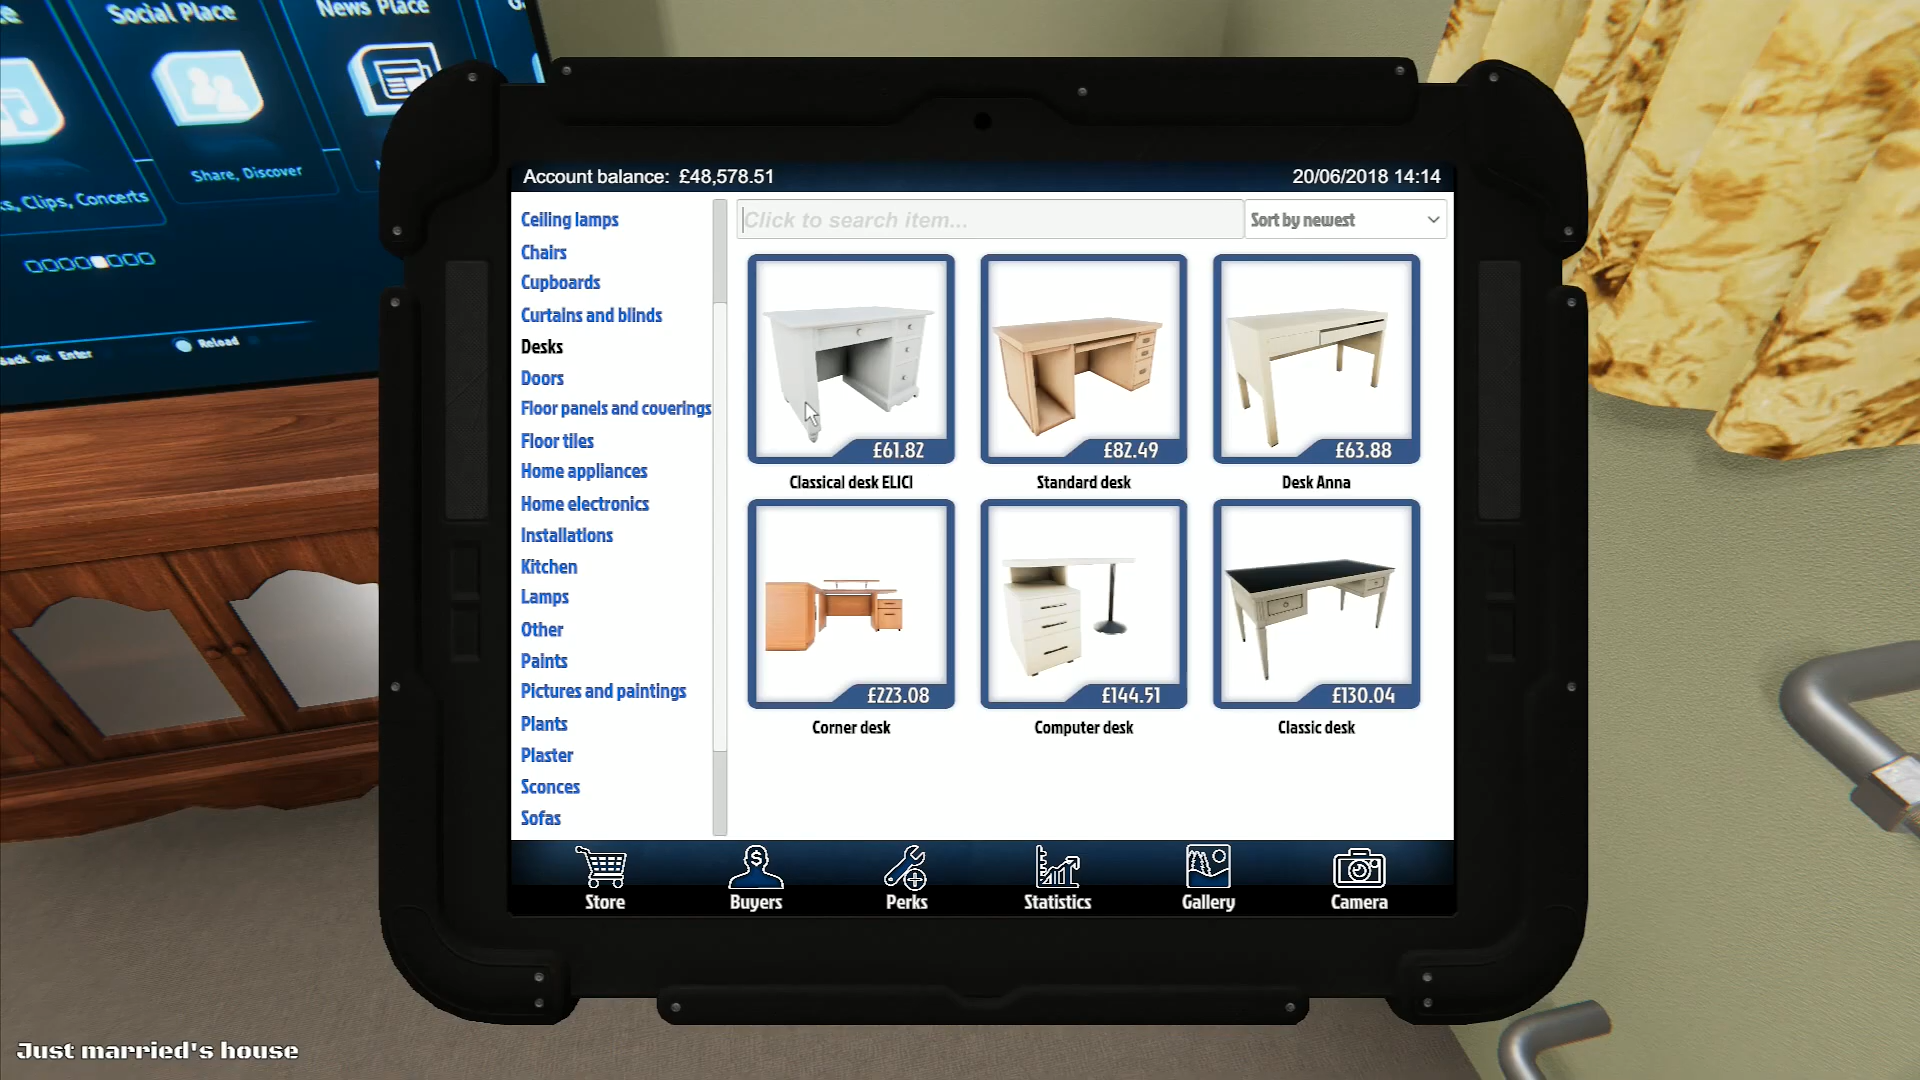 Social Place
News Place
Share, Discover
Clips, Concerts
Back OK Enter
Reload
Account balance: £48,578.51
20/06/2018 14:14
Ceiling lamps
Chairs
Cupboards
Curtains and blinds
Desks
Doors
Floor panels and coverings
Floor tiles
Home appliances
Home electronics
Installations
Kitchen
Lamps
Other
Paints
Pictures and paintings
Plants
Plaster
Sconces
Sofas
Click to search item...
Sort by newest
£61.82
£82.49
£63.88
Classical desk ELICI
Standard desk
Desk Anna
£223.08
£144.51
£130.04
Corner desk
Computer desk
Classic desk
Store
Buyers
Perks
Statistics
Gallery
Camera
Just married's house